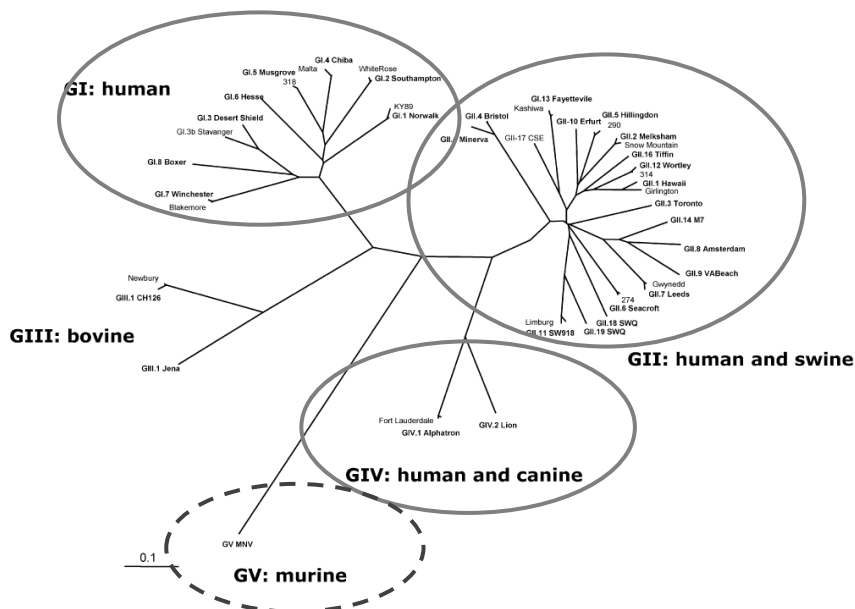 GI: human
GI.4 Chiba
Malta
GI.5 Musgrove
318
WhiteRose
GI.2 Southampton
GI.6 Hesse
KY89
GI.1 Norwalk
GI.3 Desert Shield
GI.3b Stavanger
GI.8 Boxer
GI.7 Winchester
Blakemore
GI.13 Fayettevile
Kashiwa
GII.4 Bristol
Minerva
GII-17 CSE
GII-10 Erfurt
GII.5 Hillingdon
290
GII.2 Melksham
Snow Mountain
GII.16 Tiffin
GII.12 Wortley
314
GII.1 Hawaii
Girlington
GII.3 Toronto
GII.14 M7
GII.8 Amsterdam
GII.9 VABeach
Gwynedd
GII.7 Leeds
274
GII.6 Seacroft
GII.18 SWQ
GII.19 SWQ
Limburg
GII.11 SW918
GII: human and swine
Newbury
GIII.1 CH126
GIII: bovine
GIII.1 Jena
Fort Lauderdale
GIV.1 Alphatron
GIV.2 Lion
GIV: human and canine
GV MNV
0.1
GV: murine